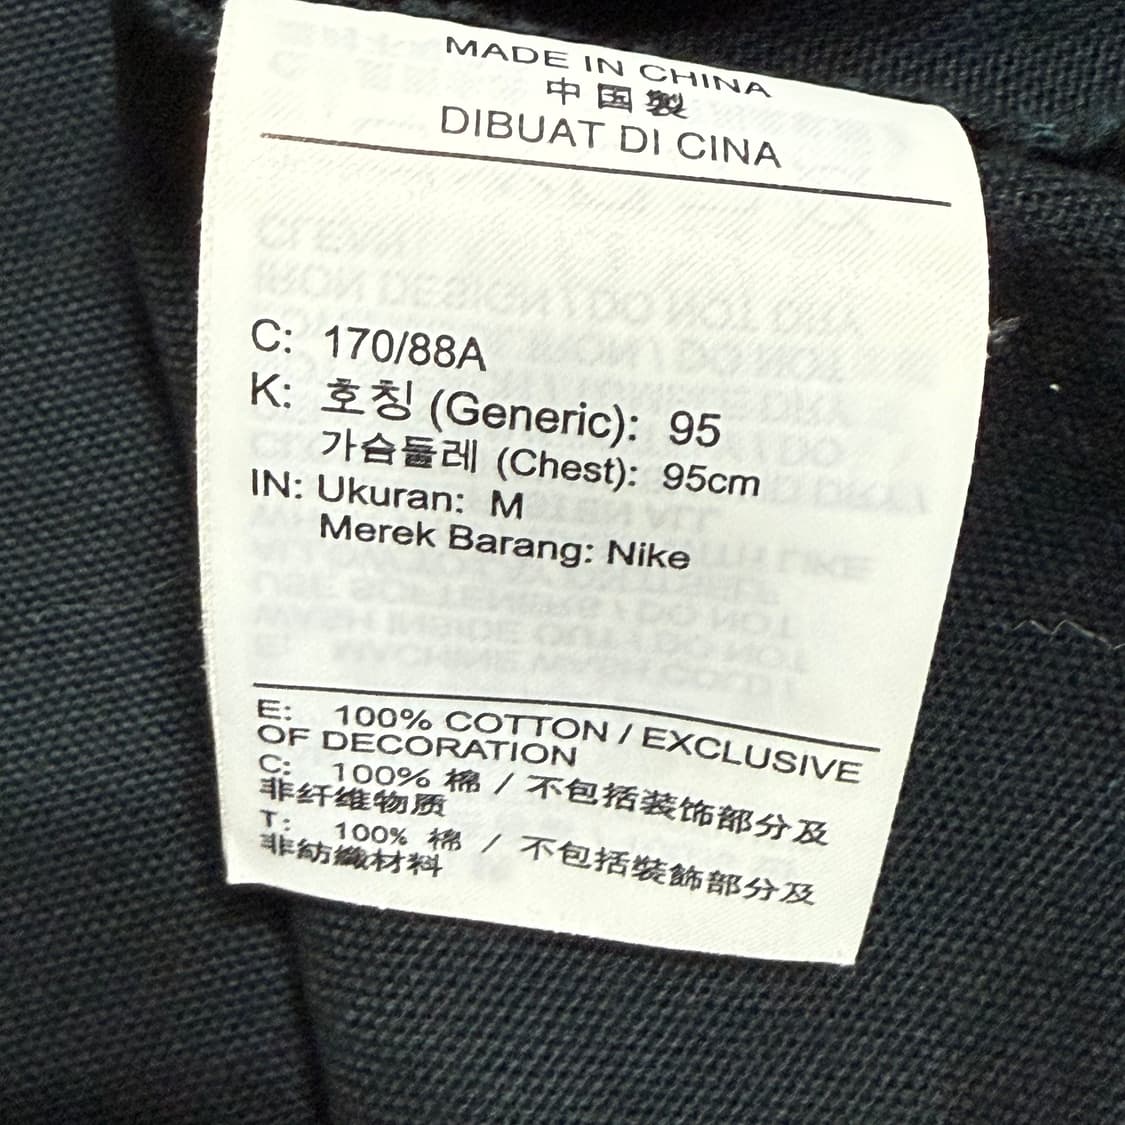 MADE IN CHINA
中国製
DIBUAT DI CINA
C: 170/88A
K: 호칭 (Generic): 95
가슴둘레 (Chest): 95cm
IN: Ukuran: M
Merek Barang: Nike
E: 100% COTTON / EXCLUSIVE
OF DECORATION
C: 100% 棉 / 不包括装饰部分及
非纤维物质
T: 100% 棉 / 不包括裝飾部分及
非紡織材料